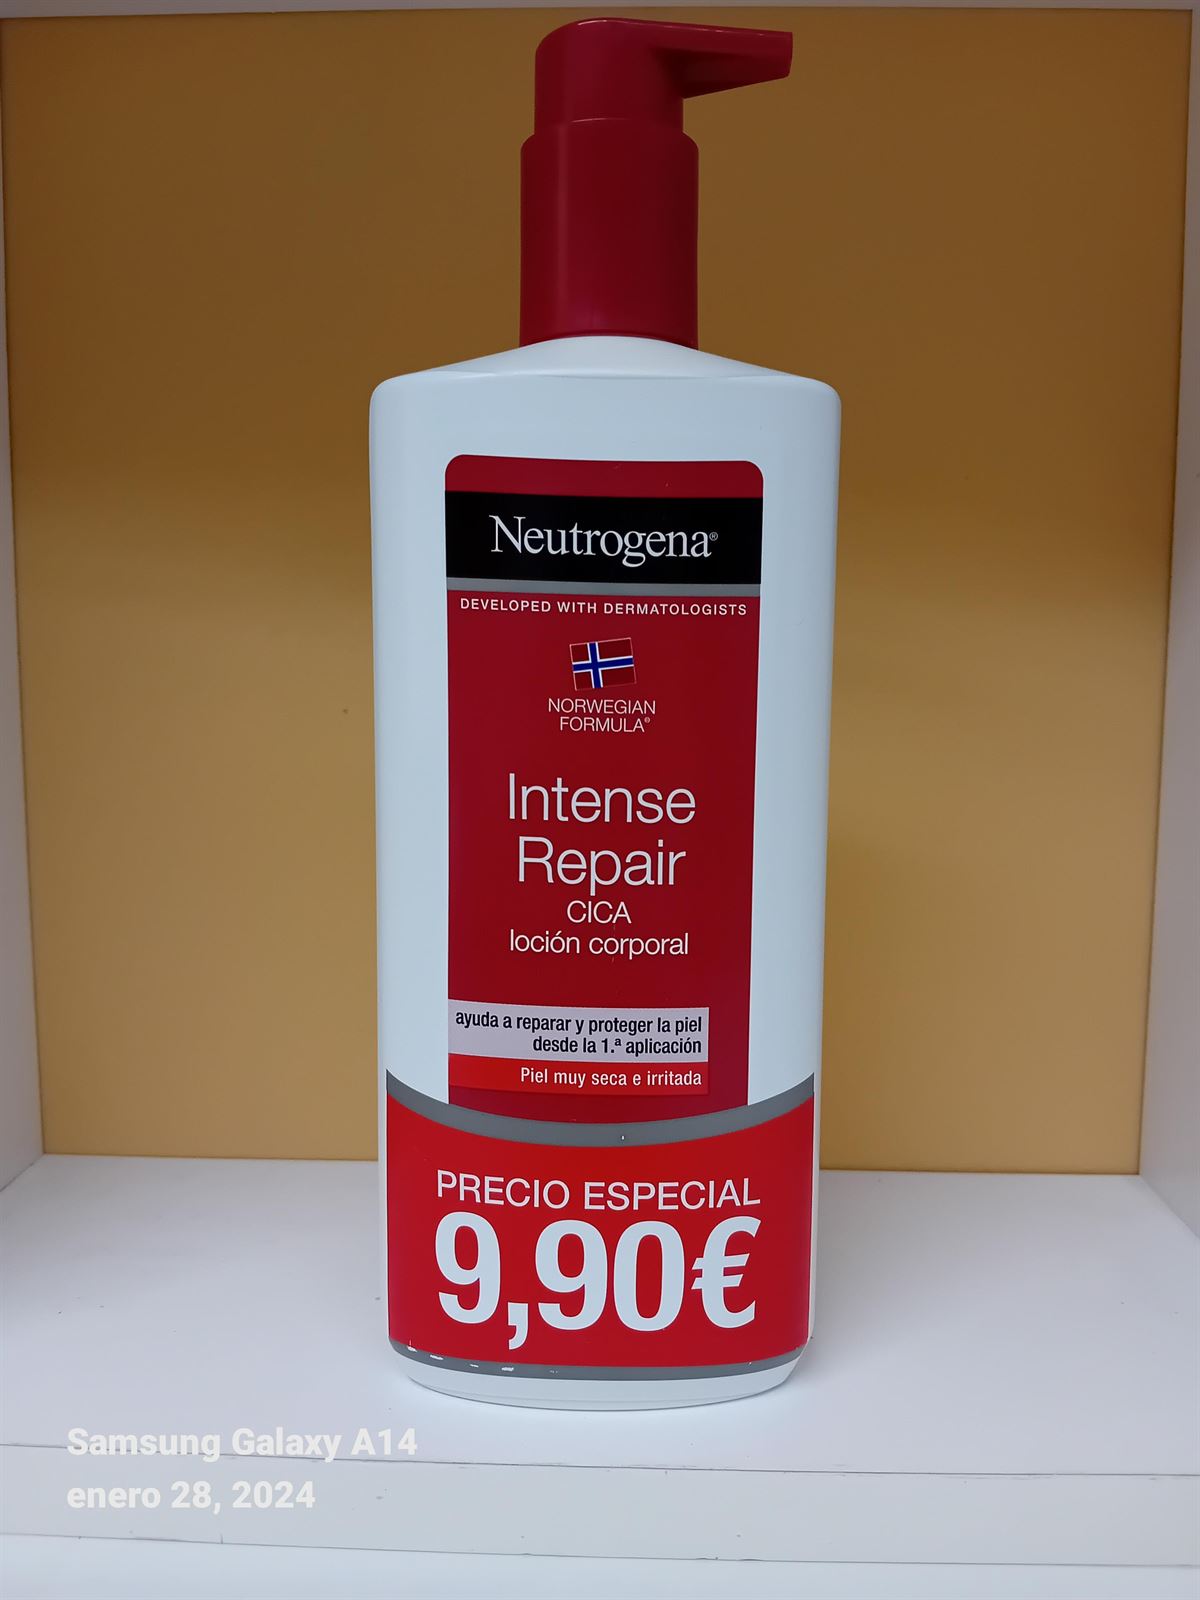 Neutrogena®
DEVELOPED WITH DERMATOLOGISTS
NORWEGIAN
FORMULA®
Intense
Repair
CICA
loción corporal
ayuda a reparar y proteger la piel
desde la 1.ª aplicación
Piel muy seca e irritada
PRECIO ESPECIAL
9,90€
Samsung Galaxy A14
enero 28, 2024